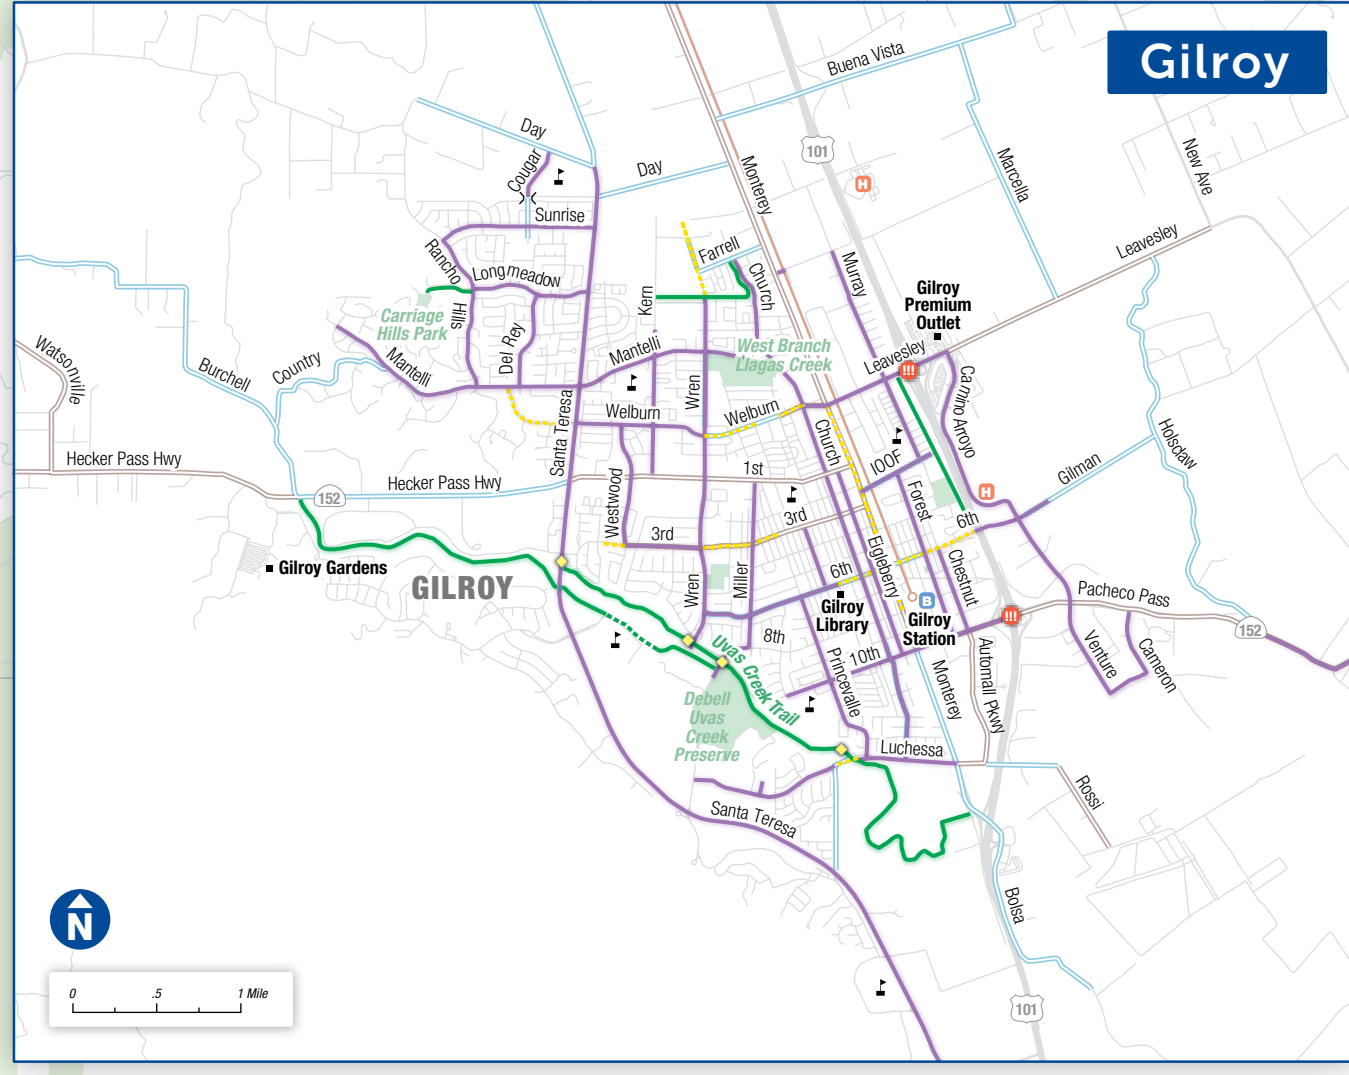 Gilroy
Buena Vista
101
Day
Cougar
Day
Monterey
H
Marcella
New Ave
Sunrise
Leavesley
Rancho
Hills
Longmeadow
Farrell
Church
Murray
Kern
Gilroy
Premium
Outlet
Carriage
Hills Park
Del Rey
Mantelli
Mantelli
West Branch
Llagas Creek
Leavesley
Watsonville
Burchell
Country
Camino Arroyo
Santa Teresa
Welburn
Wren
Welburn
Church
Holsclaw
Hecker Pass Hwy
152
Hecker Pass Hwy
1st
IOOF
Gilman
Westwood
3rd
3rd
Forest
H
6th
Gilroy Gardens
GILROY
Wren
Miller
6th
Eigleberry
Chestnut
Pacheco Pass
152
Gilroy
Library
B
Gilroy
Station
8th
10th
Uvas Creek Trail
Princevalle
Monterey
Automall Pkwy
Venture
Cameron
Debell
Uvas
Creek
Preserve
Luchessa
Rossi
Santa Teresa
Bolsa
N
0 .5 1 Mile
101